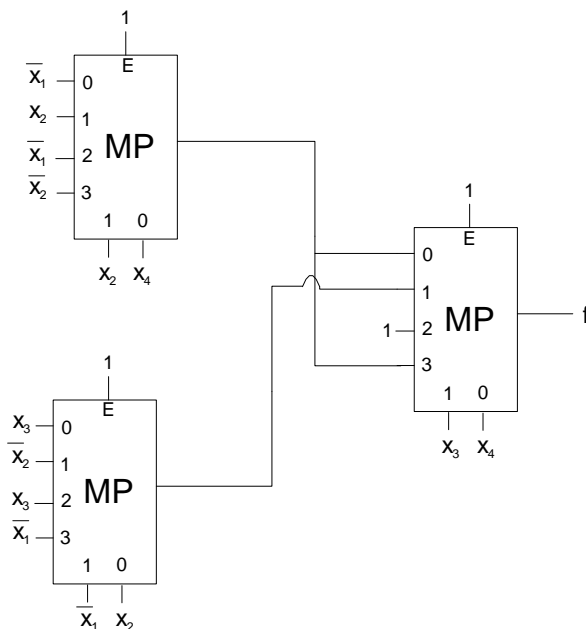 1
E
x̅₁ 0
x₂ 1
x̅₁ 2
x̅₂ 3
MP
1 0
x₂ x₄
1
E
0
1
1 2
3
MP
f
1 0
x₃ x₄
1
E
x₃ 0
x̅₂ 1
x₃ 2
x̅₁ 3
MP
1 0
x̅₁ x₂